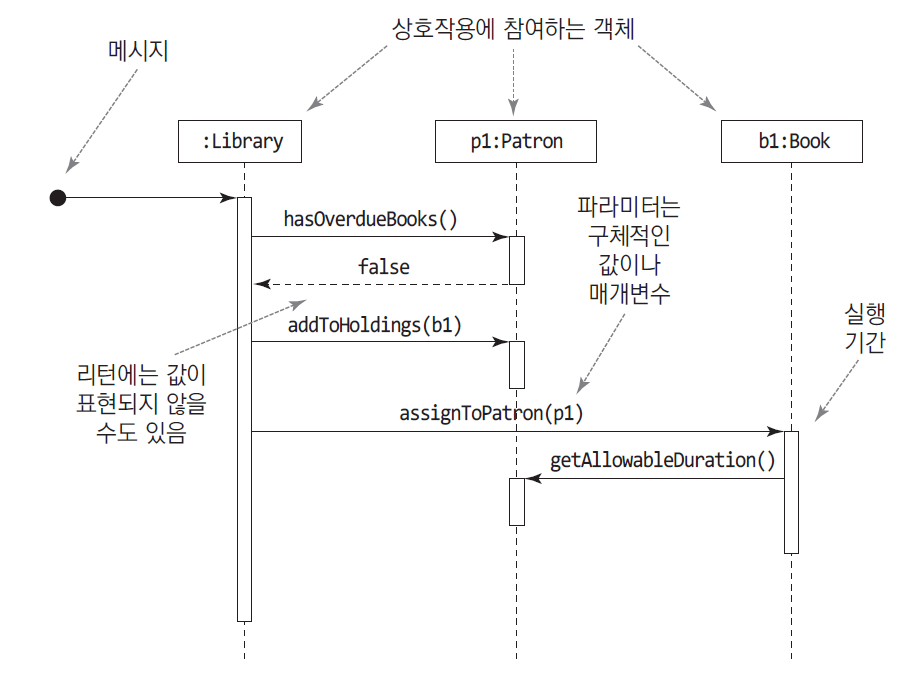 상호작용에 참여하는 객체
메시지
:Library
p1:Patron
b1:Book
hasOverdueBooks()
파라미터는
구체적인
값이나
매개변수
false
addToHoldings(b1)
실행
기간
리턴에는 값이
표현되지 않을
수도 있음
assignToPatron(p1)
getAllowableDuration()